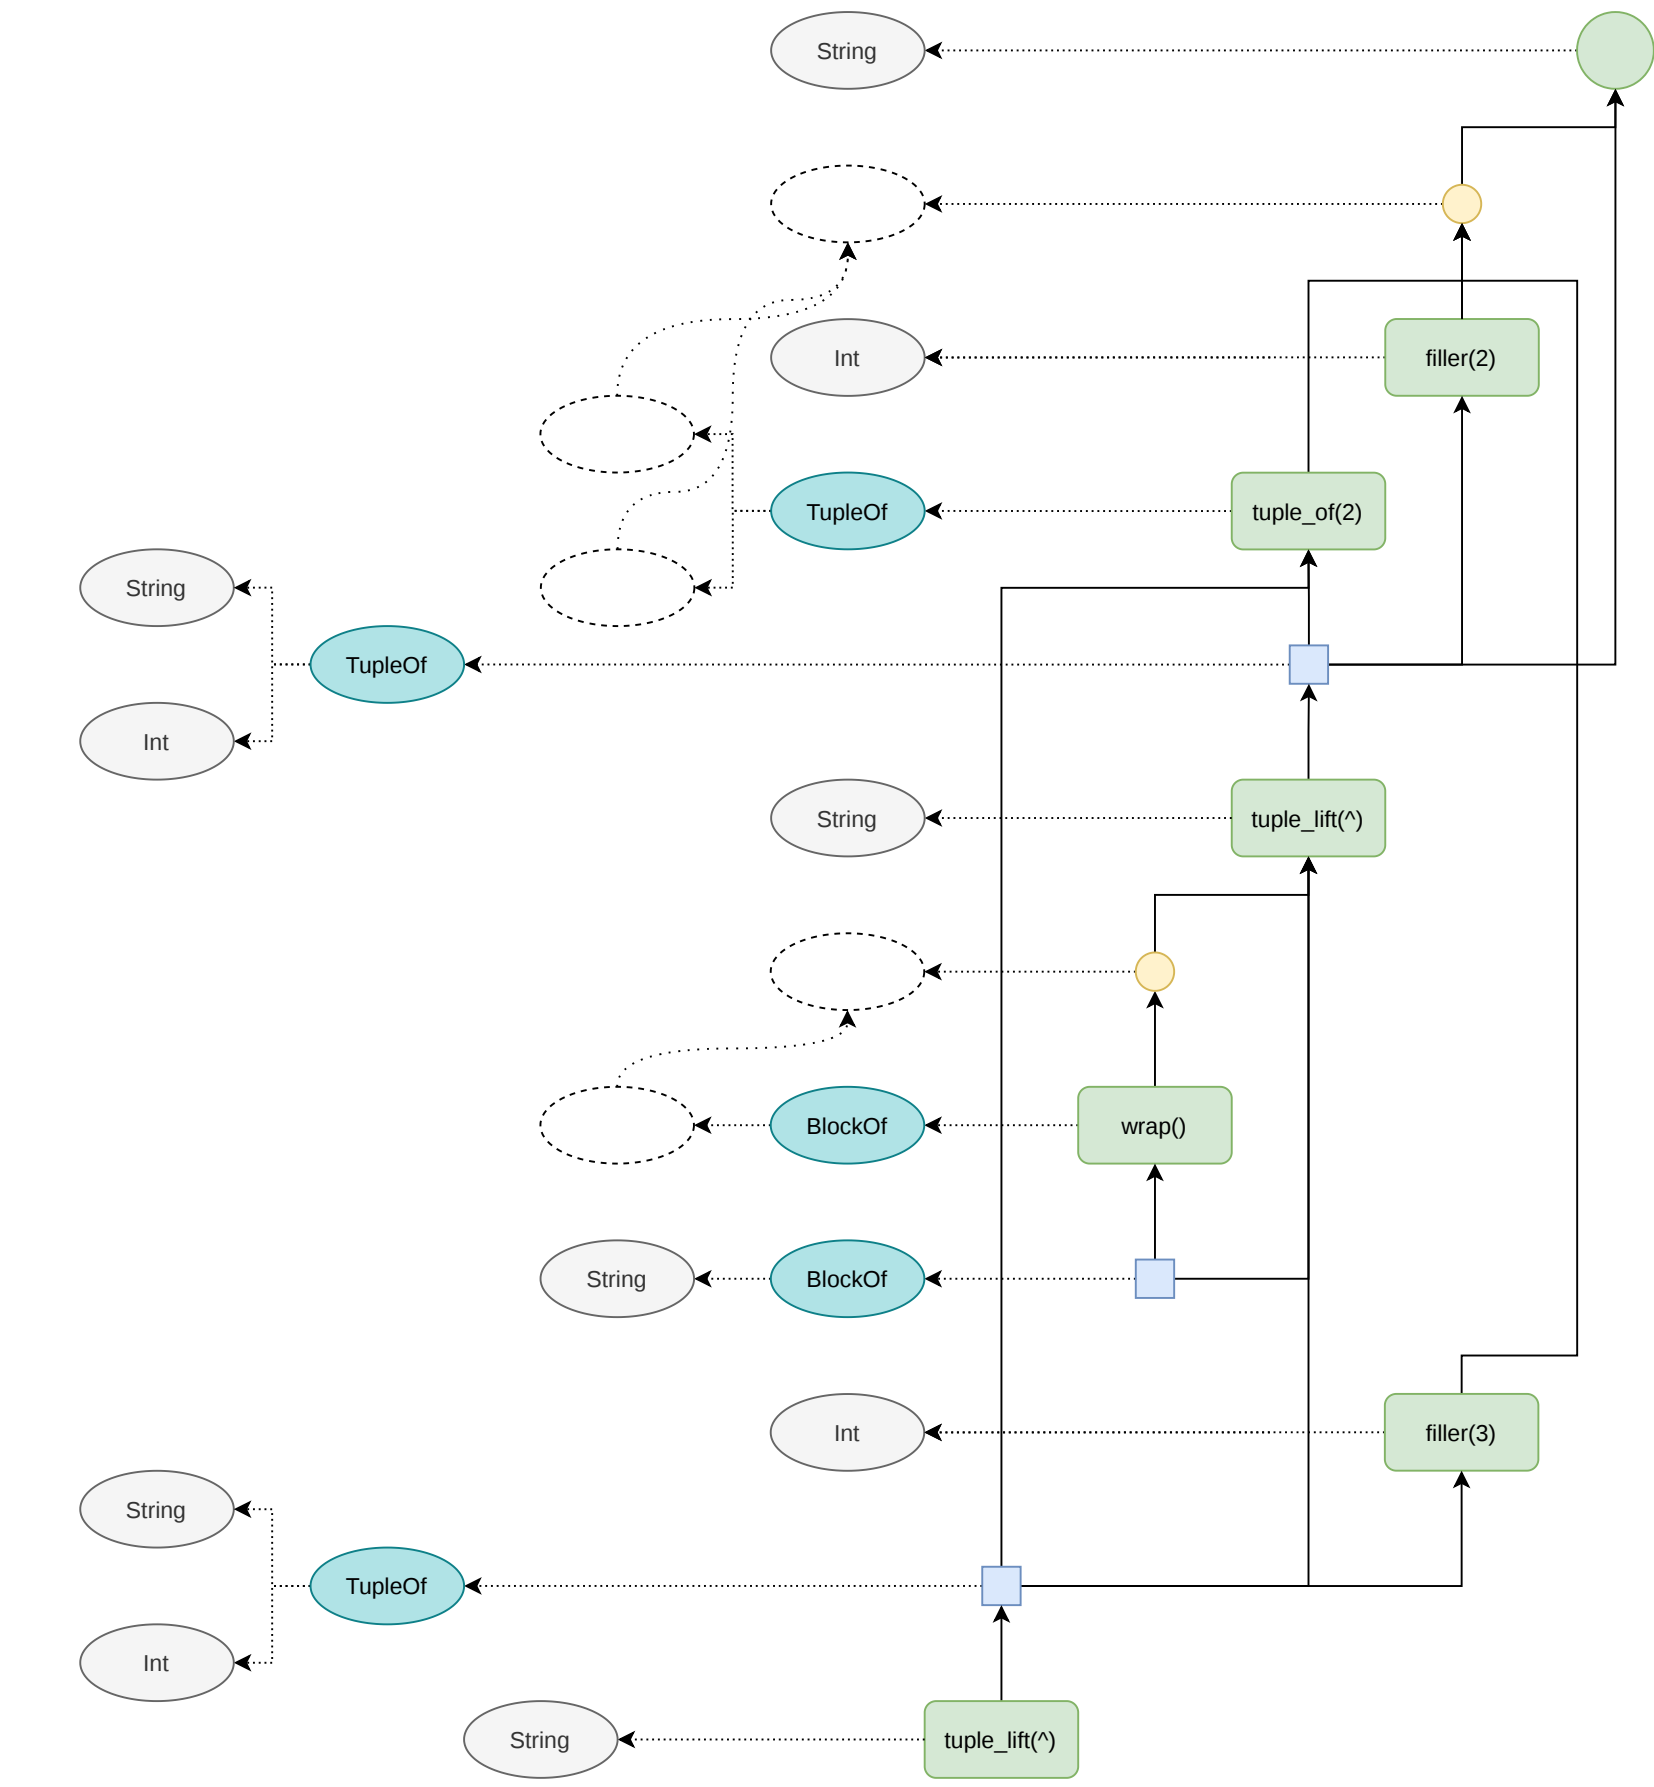 String
Int
filler(2)
TupleOf
tuple_of(2)
String
TupleOf
Int
String
tuple_lift(^)
BlockOf
wrap()
String
BlockOf
Int
filler(3)
String
TupleOf
Int
String
tuple_lift(^)